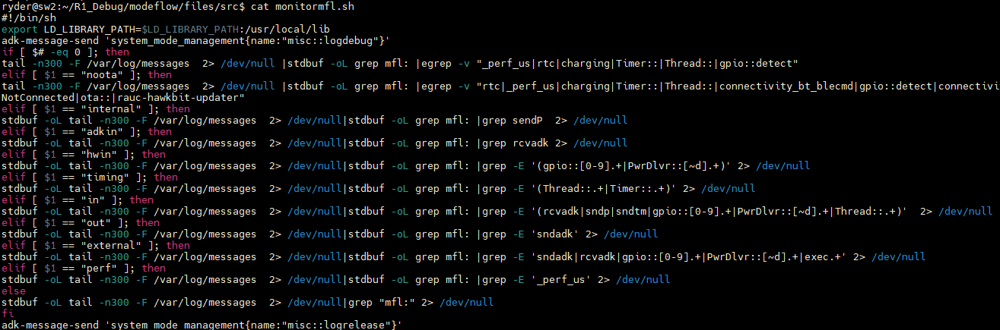 ryder@sw2:~/R1_Debug/modeflow/files/src$ cat monitormfl.sh
#!/bin/sh
export LD_LIBRARY_PATH=$LD_LIBRARY_PATH:/usr/local/lib
adk-message-send 'system_mode_management{name:"misc::logdebug"}'
if [ $# -eq 0 ]; then
tail -n300 -F /var/log/messages  2> /dev/null |stdbuf -oL grep mfl: |egrep -v "_perf_us|rtc|charging|Timer::|Thread::|gpio::detect"
elif [ $1 == "noota" ]; then
tail -n300 -F /var/log/messages  2> /dev/null |stdbuf -oL grep mfl: |egrep -v "rtc|_perf_us|charging|Timer::|Thread::|connectivity_bt_blecmd|gpio::detect|connectivi
NotConnected|ota::|rauc-hawkbit-updater"
elif [ $1 == "internal" ]; then
stdbuf -oL tail -n300 -F /var/log/messages  2> /dev/null|stdbuf -oL grep mfl: |grep sendP  2> /dev/null
elif [ $1 == "adkin" ]; then
stdbuf -oL tail -n300 -F /var/log/messages  2> /dev/null|stdbuf -oL grep mfl: |grep rcvadk 2> /dev/null
elif [ $1 == "hwin" ]; then
stdbuf -oL tail -n300 -F /var/log/messages  2> /dev/null|stdbuf -oL grep mfl: |grep -E '(gpio::[0-9].+|PwrDlvr::[~d].+)' 2> /dev/null
elif [ $1 == "timing" ]; then
stdbuf -oL tail -n300 -F /var/log/messages  2> /dev/null|stdbuf -oL grep mfl: |grep -E '(Thread::.+|Timer::.+)' 2> /dev/null
elif [ $1 == "in" ]; then
stdbuf -oL tail -n300 -F /var/log/messages  2> /dev/null|stdbuf -oL grep mfl: |grep -E '(rcvadk|sndp|sndtm|gpio::[0-9].+|PwrDlvr::[~d].+|Thread::.+)'  2> /dev/null
elif [ $1 == "out" ]; then
stdbuf -oL tail -n300 -F /var/log/messages  2> /dev/null|stdbuf -oL grep mfl: |grep -E 'sndadk' 2> /dev/null
elif [ $1 == "external" ]; then
stdbuf -oL tail -n300 -F /var/log/messages  2> /dev/null|stdbuf -oL grep mfl: |grep -E 'sndadk|rcvadk|gpio::[0-9].+|PwrDlvr::[~d].+|exec.+' 2> /dev/null
elif [ $1 == "perf" ]; then
stdbuf -oL tail -n300 -F /var/log/messages  2> /dev/null|stdbuf -oL grep mfl: |grep -E '_perf_us' 2> /dev/null
else
stdbuf -oL tail -n300 -F /var/log/messages  2> /dev/null|grep "mfl:" 2> /dev/null
fi
adk-message-send 'system_mode_management{name:"misc::logrelease"}'